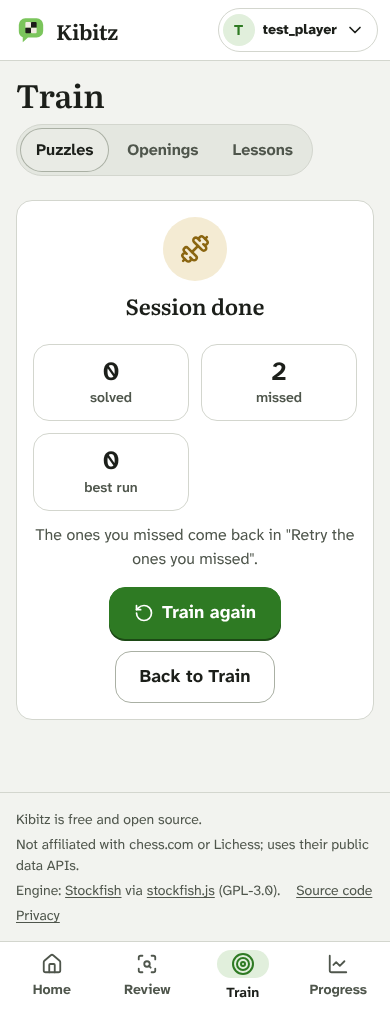 Kibitz
T test_player
Train
Puzzles Openings Lessons
Session done
0 2
solved missed
0
best run
The ones you missed come back in "Retry the
ones you missed".
Train again
Back to Train
Kibitz is free and open source.
Not affiliated with chess.com or Lichess; uses their public
data APIs.
Engine: Stockfish via stockfish.js (GPL-3.0). Source code
Privacy
Home Review Train Progress